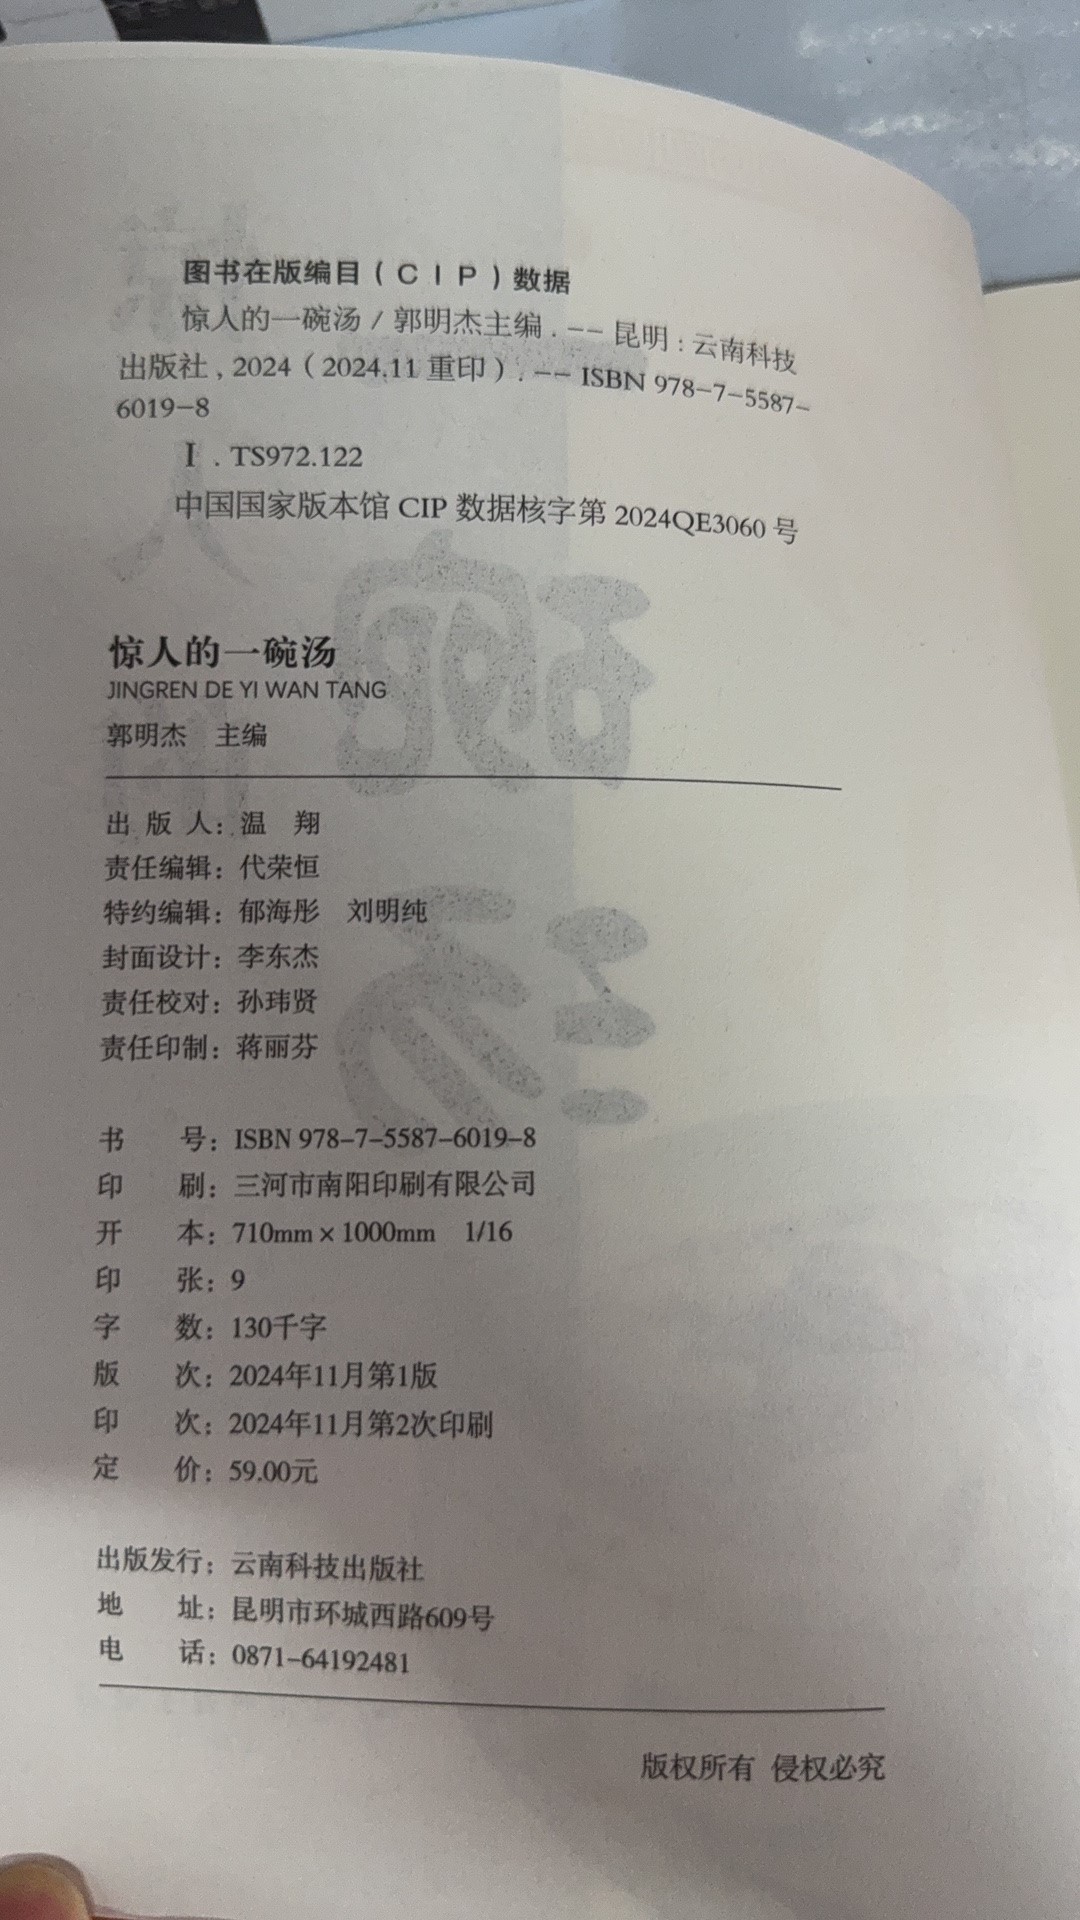 图书在版编目(CIP)数据
惊人的一碗汤 / 郭明杰主编. -- 昆明 : 云南科技
出版社, 2024 (2024.11 重印). -- ISBN 978-7-5587-
6019-8
Ⅰ. TS972.122
中国国家版本馆 CIP 数据核字第 2024QE3060 号
惊人的一碗汤
JINGREN DE YI WAN TANG
郭明杰 主编
出 版 人：温 翔
责任编辑：代荣恒
特约编辑：郁海彤 刘明纯
封面设计：李东杰
责任校对：孙玮贤
责任印制：蒋丽芬
书 号：ISBN 978-7-5587-6019-8
印 刷：三河市南阳印刷有限公司
开 本：710mm×1000mm 1/16
印 张：9
字 数：130千字
版 次：2024年11月第1版
印 次：2024年11月第2次印刷
定 价：59.00元
出版发行：云南科技出版社
地 址：昆明市环城西路609号
电 话：0871-64192481
版权所有 侵权必究